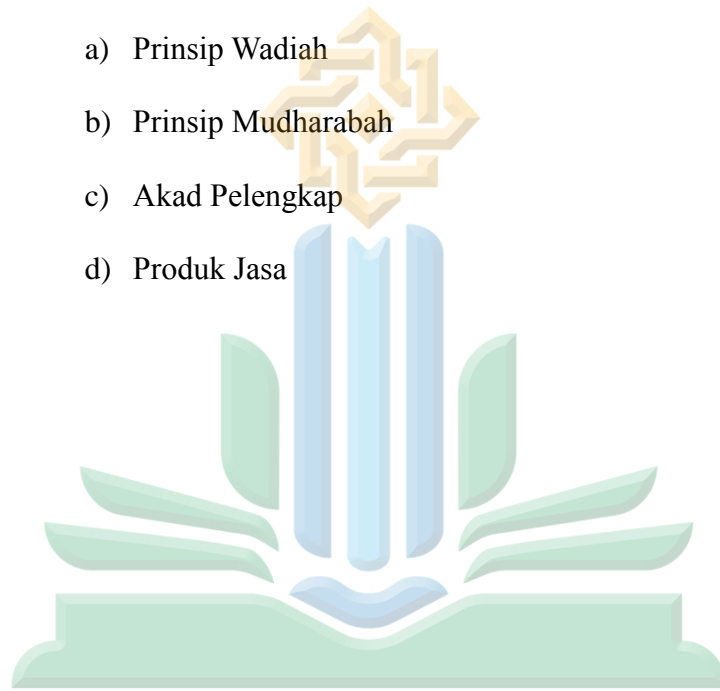 a) Prinsip Wadiah
b) Prinsip Mudharabah
c) Akad Pelengkap
d) Produk Jasa